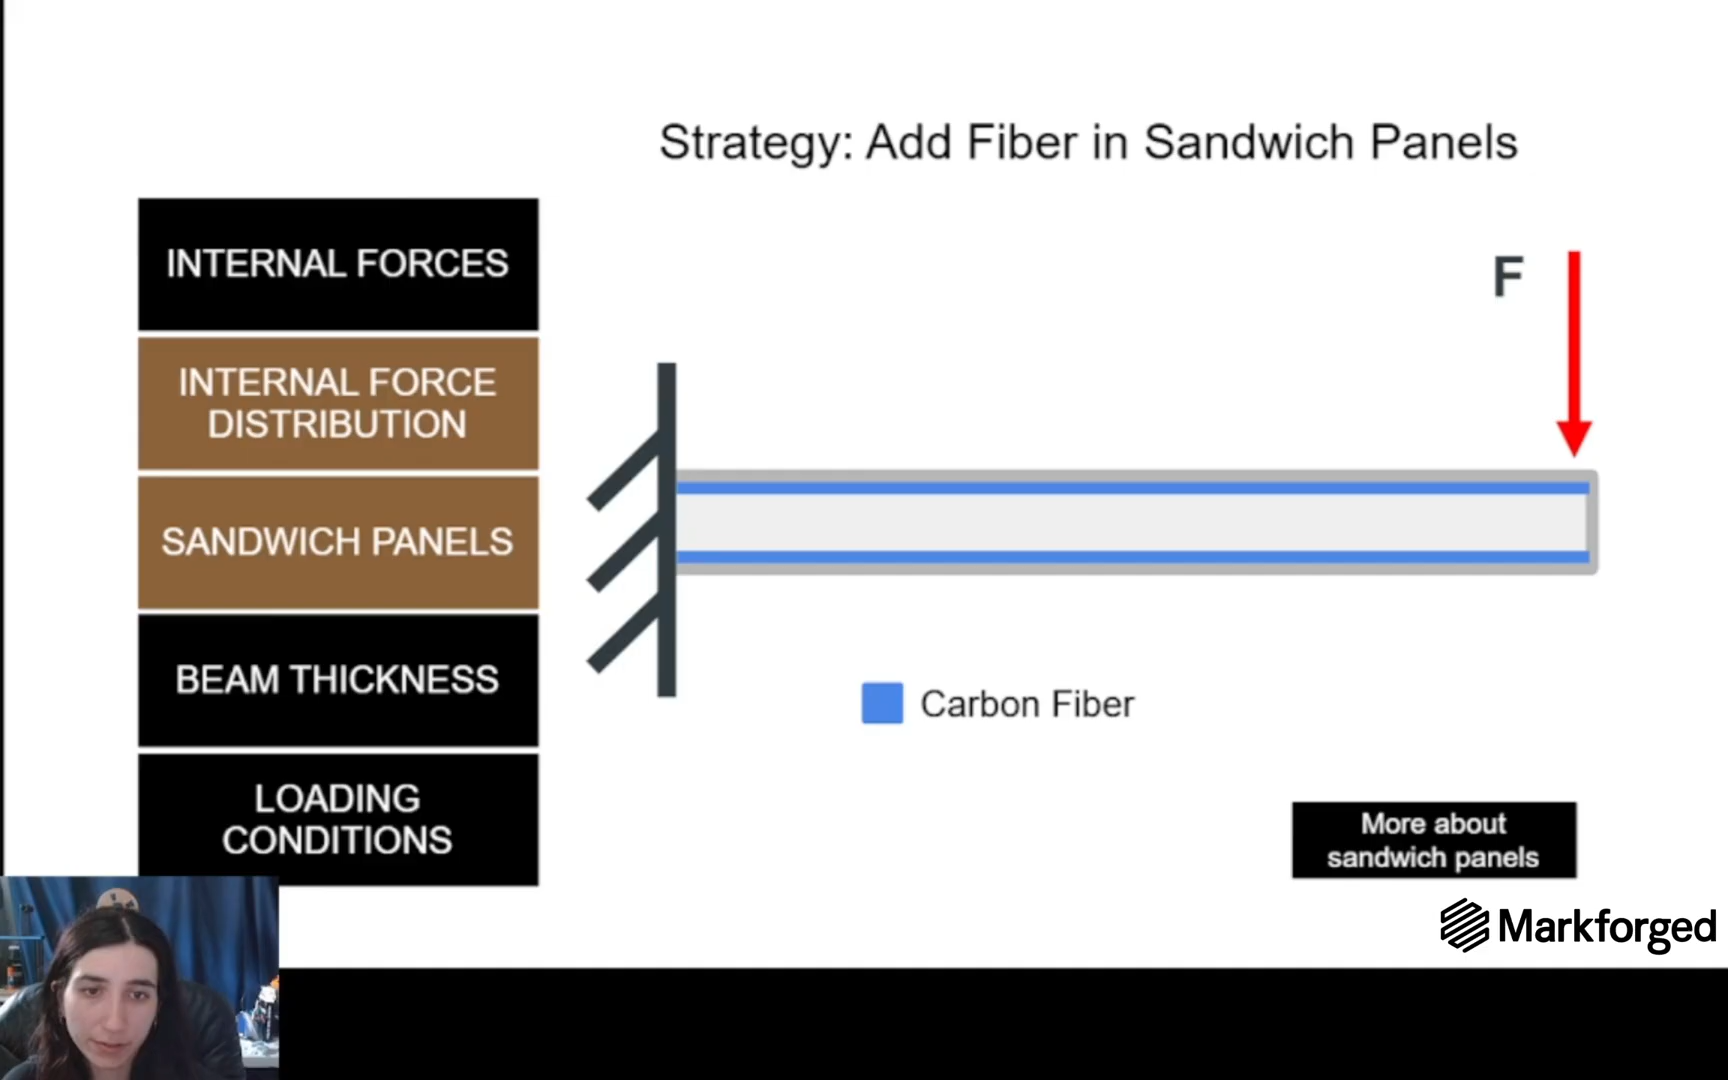 Strategy: Add Fiber in Sandwich Panels
INTERNAL FORCES
INTERNAL FORCE
DISTRIBUTION
SANDWICH PANELS
BEAM THICKNESS
LOADING
CONDITIONS
F
Carbon Fiber
More about
sandwich panels
Markforged